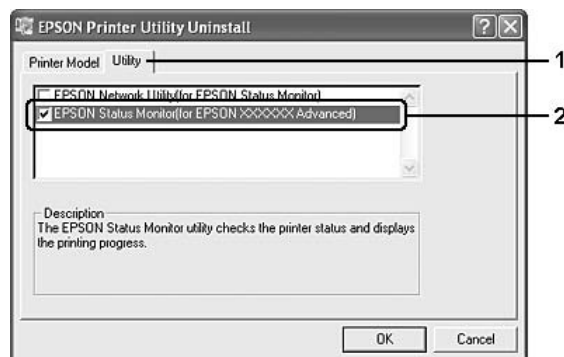 EPSON Printer Utility Uninstall
Printer Model Utility
1
EPSON Network Utility(for EPSON Status Monitor)
EPSON Status Monitor(for EPSON XXXXXX Advanced)
2
Description
The EPSON Status Monitor utility checks the printer status and displays
the printing progress.
OK Cancel